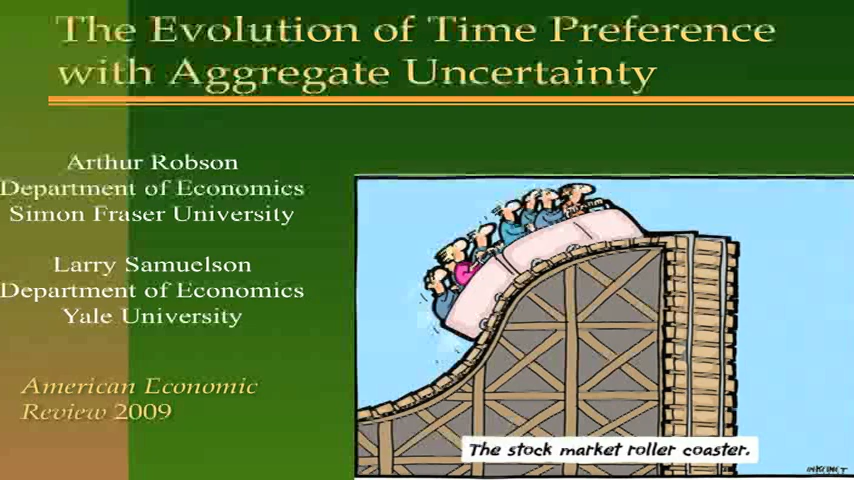 The Evolution of Time Preference
with Aggregate Uncertainty
Arthur Robson
Department of Economics
Simon Fraser University
Larry Samuelson
Department of Economics
Yale University
American Economic
Review 2009
The stock market roller coaster.